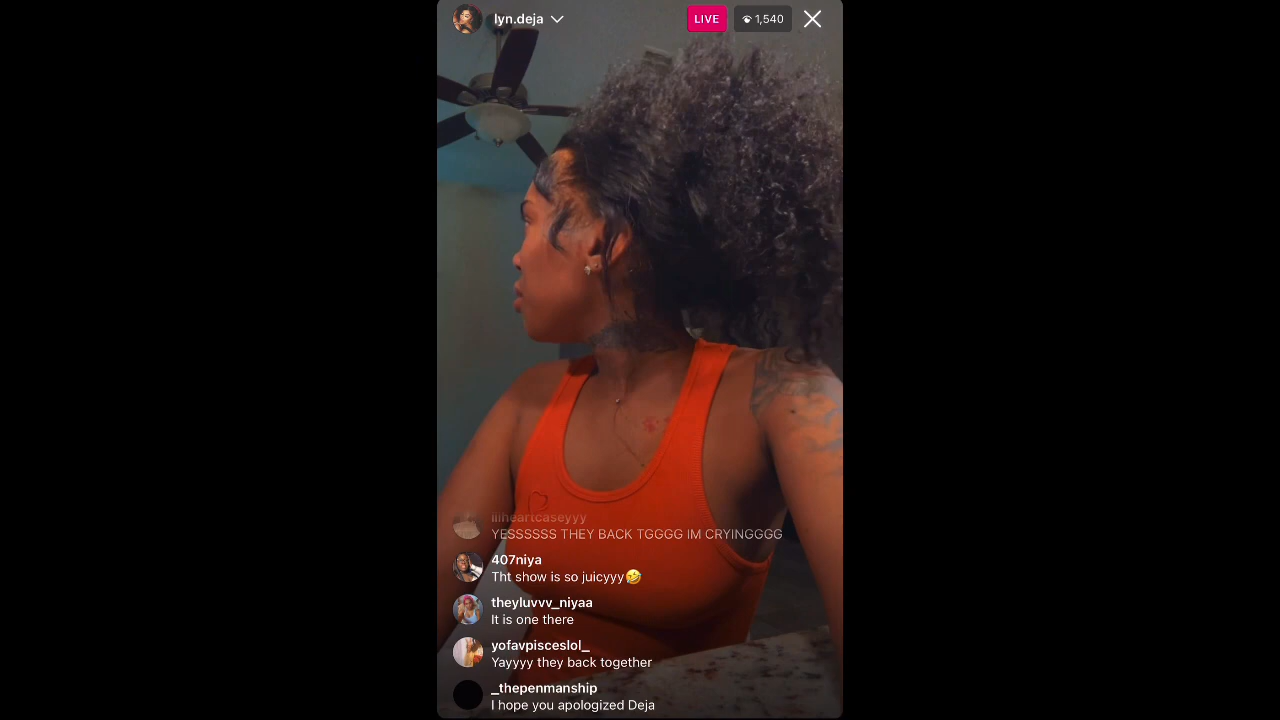 lyn.deja
LIVE
1,540
iiiheartcaseyyy
YESSSSSS THEY BACK TGGGG IM CRYINGGGG
407niya
Tht show is so juicyyy🤣
theyluvvv_niyaa
It is one there
yofavpisceslol_
Yayyyy they back together
_thepenmanship
I hope you apologized Deja